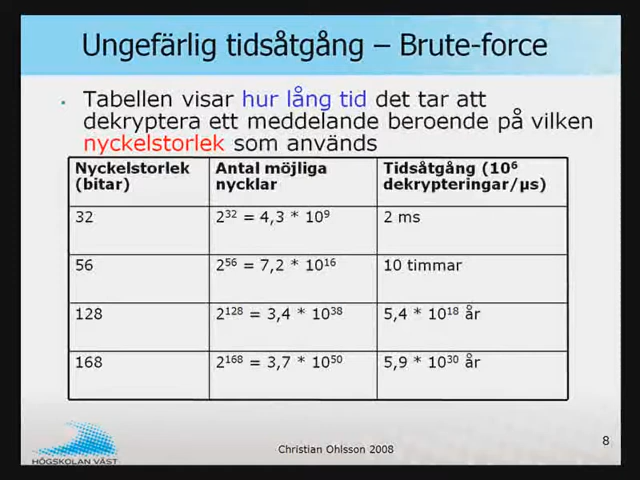 Ungefärlig tidsåtgång – Brute-force
• Tabellen visar hur lång tid det tar att
dekryptera ett meddelande beroende på vilken
nyckelstorlek som används
Nyckelstorlek (bitar) Antal möjliga nycklar Tidsåtgång (10⁶ dekrypteringar/µs)
32 2³² = 4,3 * 10⁹ 2 ms
56 2⁵⁶ = 7,2 * 10¹⁶ 10 timmar
128 2¹²⁸ = 3,4 * 10³⁸ 5,4 * 10¹⁸ år
168 2¹⁶⁸ = 3,7 * 10⁵⁰ 5,9 * 10³⁰ år
HÖGSKOLAN VÄST
Christian Ohlsson 2008
8